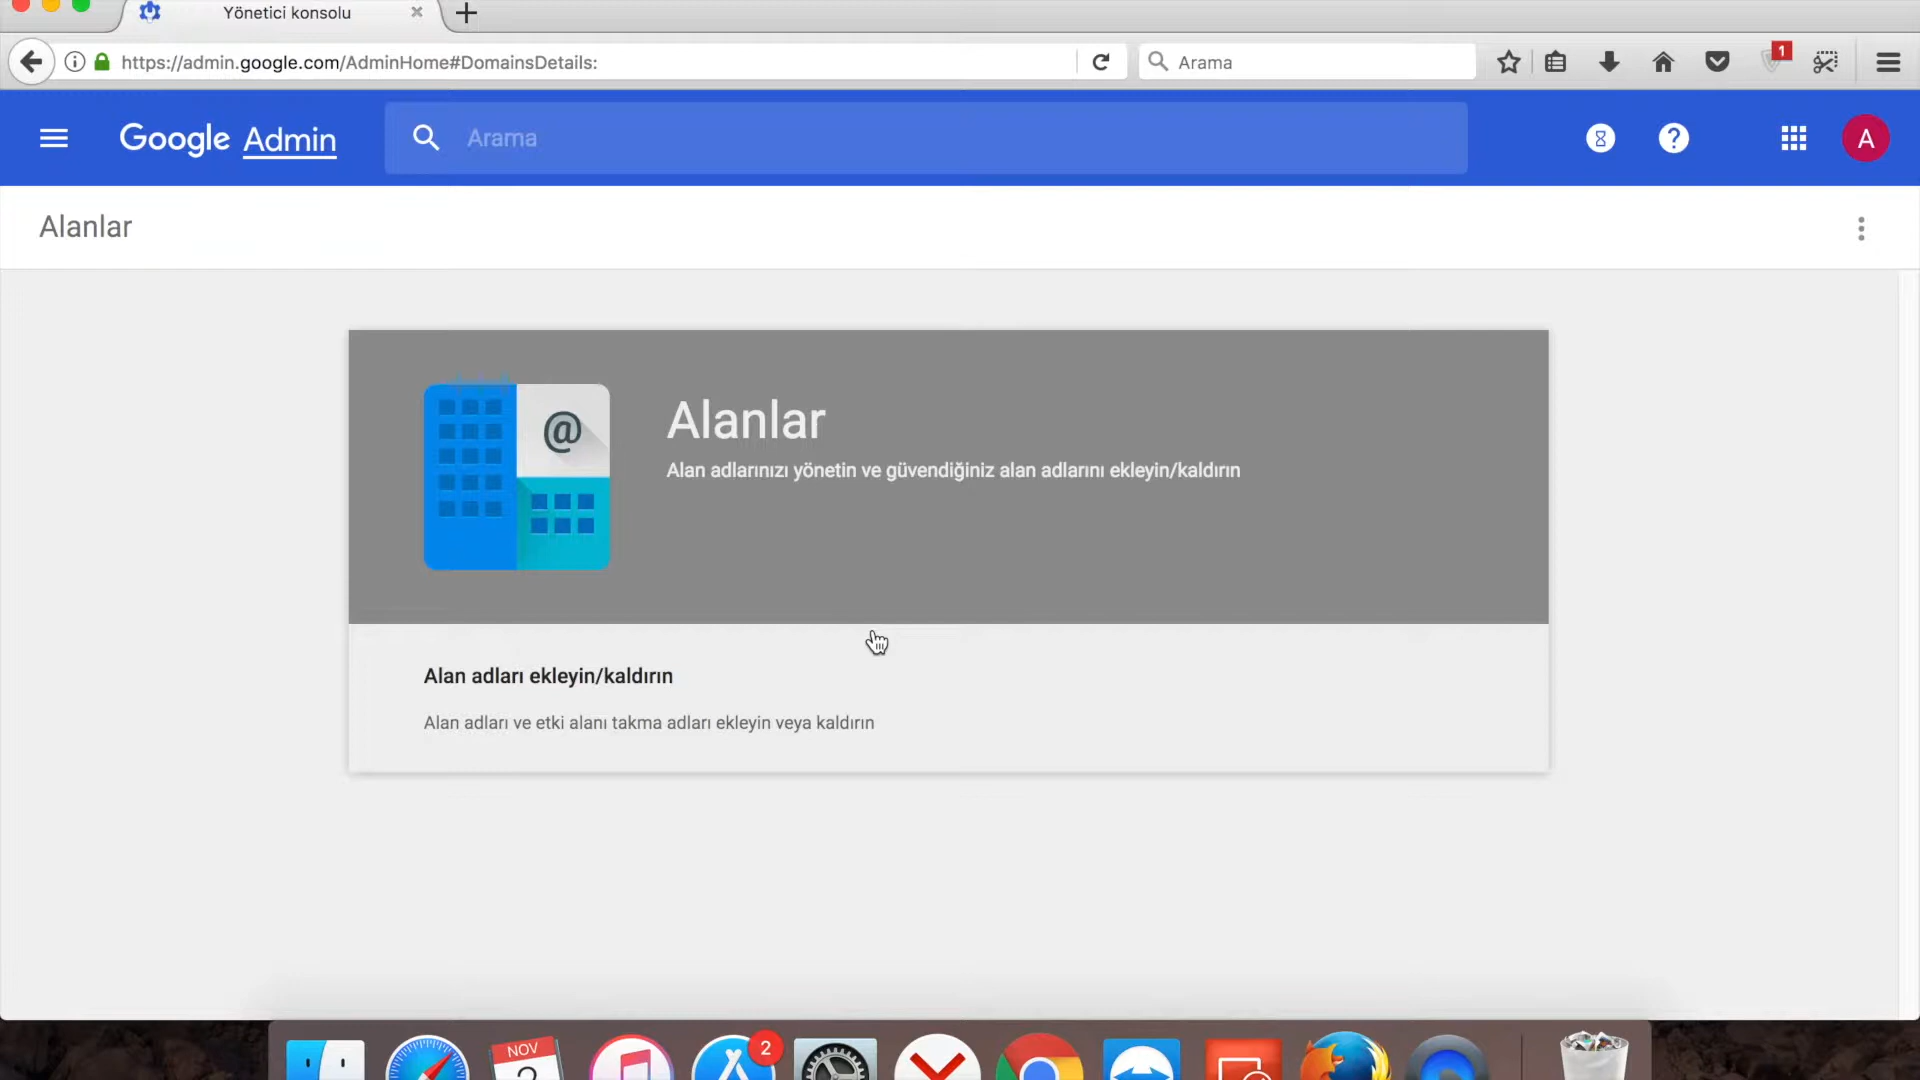 Yönetici konsolu
https://admin.google.com/AdminHome#DomainsDetails:
Arama
1
Google Admin
Arama
?
A
Alanlar
@
Alanlar
Alan adlarınızı yönetin ve güvendiğiniz alan adlarını ekleyin/kaldırın
Alan adları ekleyin/kaldırın
Alan adları ve etki alanı takma adları ekleyin veya kaldırın
NOV
2